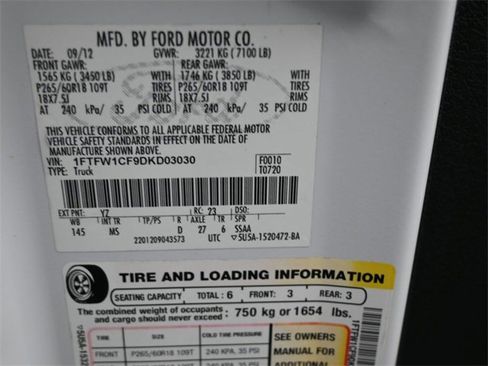 MFD. BY FORD MOTOR CO.
DATE: 09/12 GVWR: 3221 KG (7100 LB)
FRONT GAWR: REAR GAWR:
1565 KG (3450 LB) WITH 1746 KG (3850 LB) WITH
P265/60R18 109T TIRES P265/60R18 109T TIRES
18X7.5J RIMS 18X7.5J RIMS
AT 240 kPa/ 35 PSI COLD AT 240 kPa/ 35 PSI COLD
THIS VEHICLE CONFORMS TO ALL APPLICABLE FEDERAL MOTOR
VEHICLE SAFETY STANDARDS IN EFFECT ON THE DATE OF
MANUFACTURE SHOWN ABOVE.
VIN: 1FTFW1CF9DKD03030 F0010
TYPE: Truck T0720
EXT PNT: YZ RC: 23 DSO:
WB INT TR TP/PS R AXLE TR SPR
145 MS D 27 6 SSAA
2201209043573 UTC ▽5USA-1520472-BA
TIRE AND LOADING INFORMATION
SEATING CAPACITY TOTAL: 6 FRONT: 3 REAR: 3
The combined weight of occupants and cargo should never exceed: 750 kg or 1654 lbs.
TIRE SIZE COLD TIRE PRESSURE
FRONT P265/60R18 109T 240 KPA, 35 PSI
SEE OWNERS
MANUAL FOR
ADDITIONAL